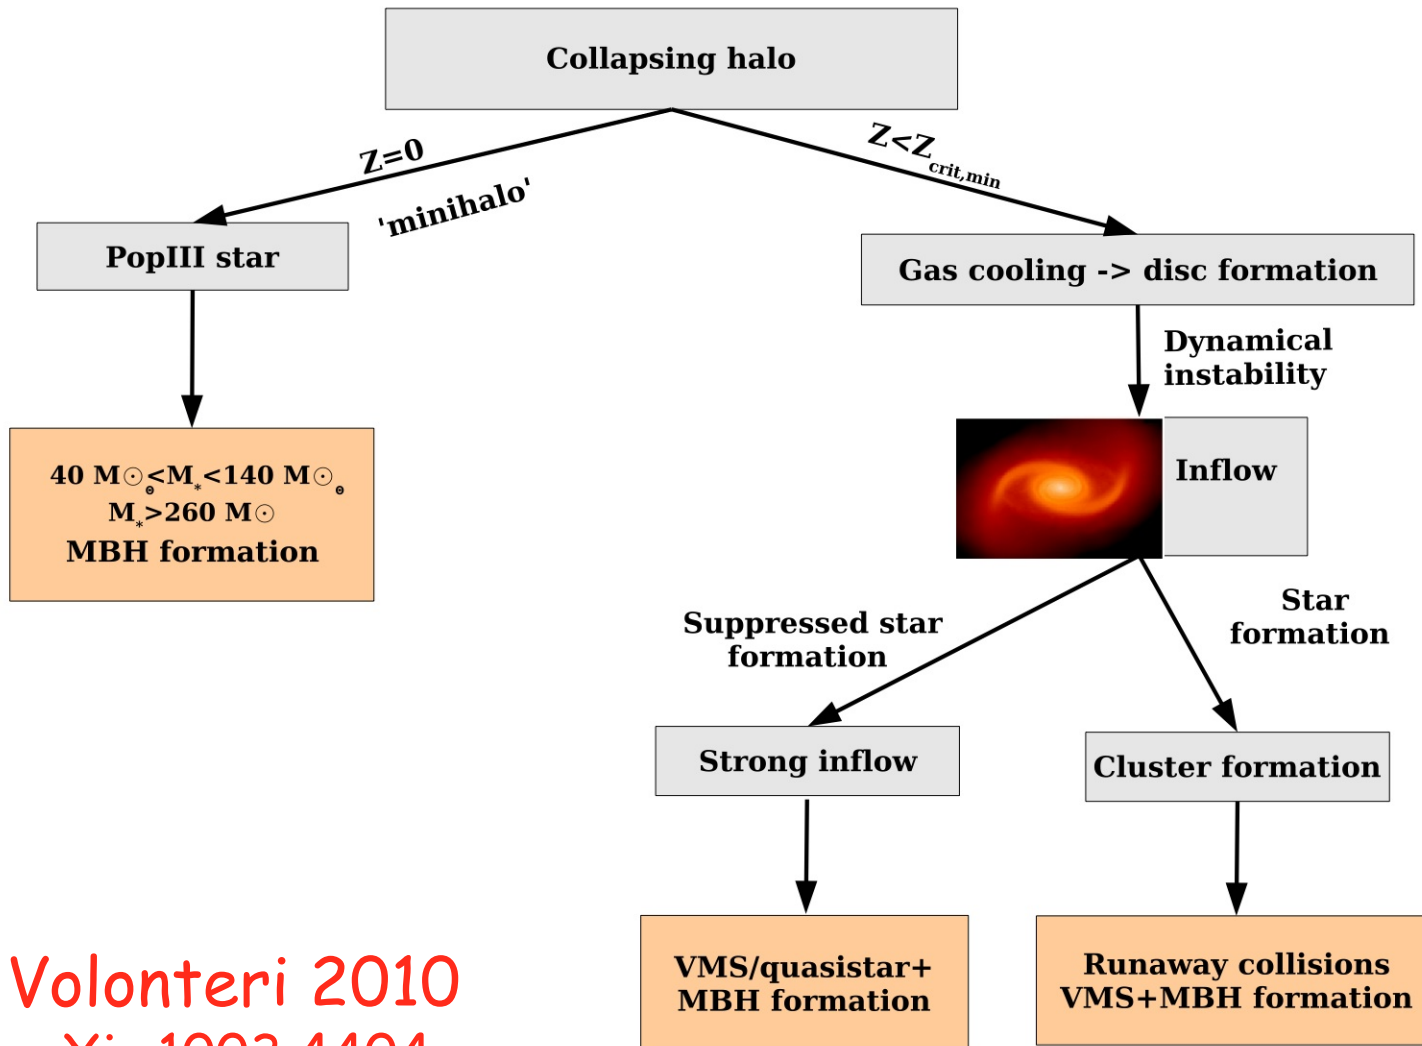 Collapsing halo
Z=0
'minihalo'
Z<Zcrit,min
PopIII star
Gas cooling -> disc formation
Dynamical
instability
40 M☉<M*<140 M☉
M*>260 M☉
MBH formation
Inflow
Suppressed star
formation
Star
formation
Strong inflow
Cluster formation
VMS/quasistar+
MBH formation
Runaway collisions
VMS+MBH formation
Volonteri 2010